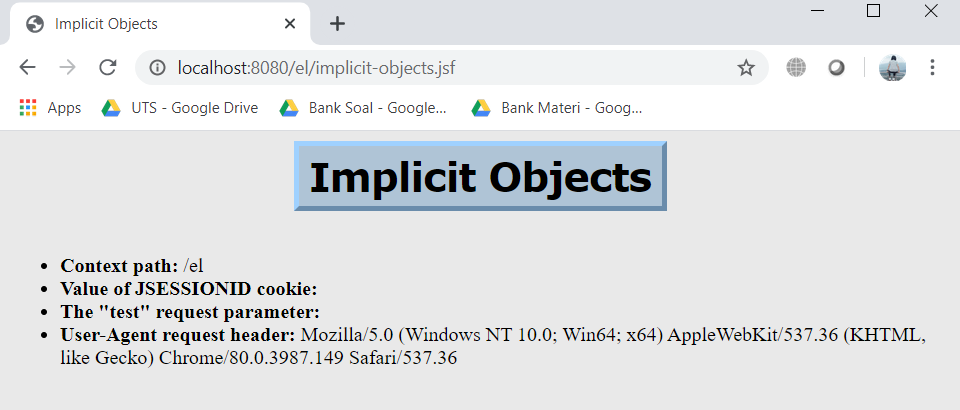 Implicit Objects
localhost:8080/el/implicit-objects.jsf
Apps UTS - Google Drive Bank Soal - Google... Bank Materi - Goog...
Implicit Objects
Context path: /el
Value of JSESSIONID cookie:
The "test" request parameter:
User-Agent request header: Mozilla/5.0 (Windows NT 10.0; Win64; x64) AppleWebKit/537.36 (KHTML,
like Gecko) Chrome/80.0.3987.149 Safari/537.36